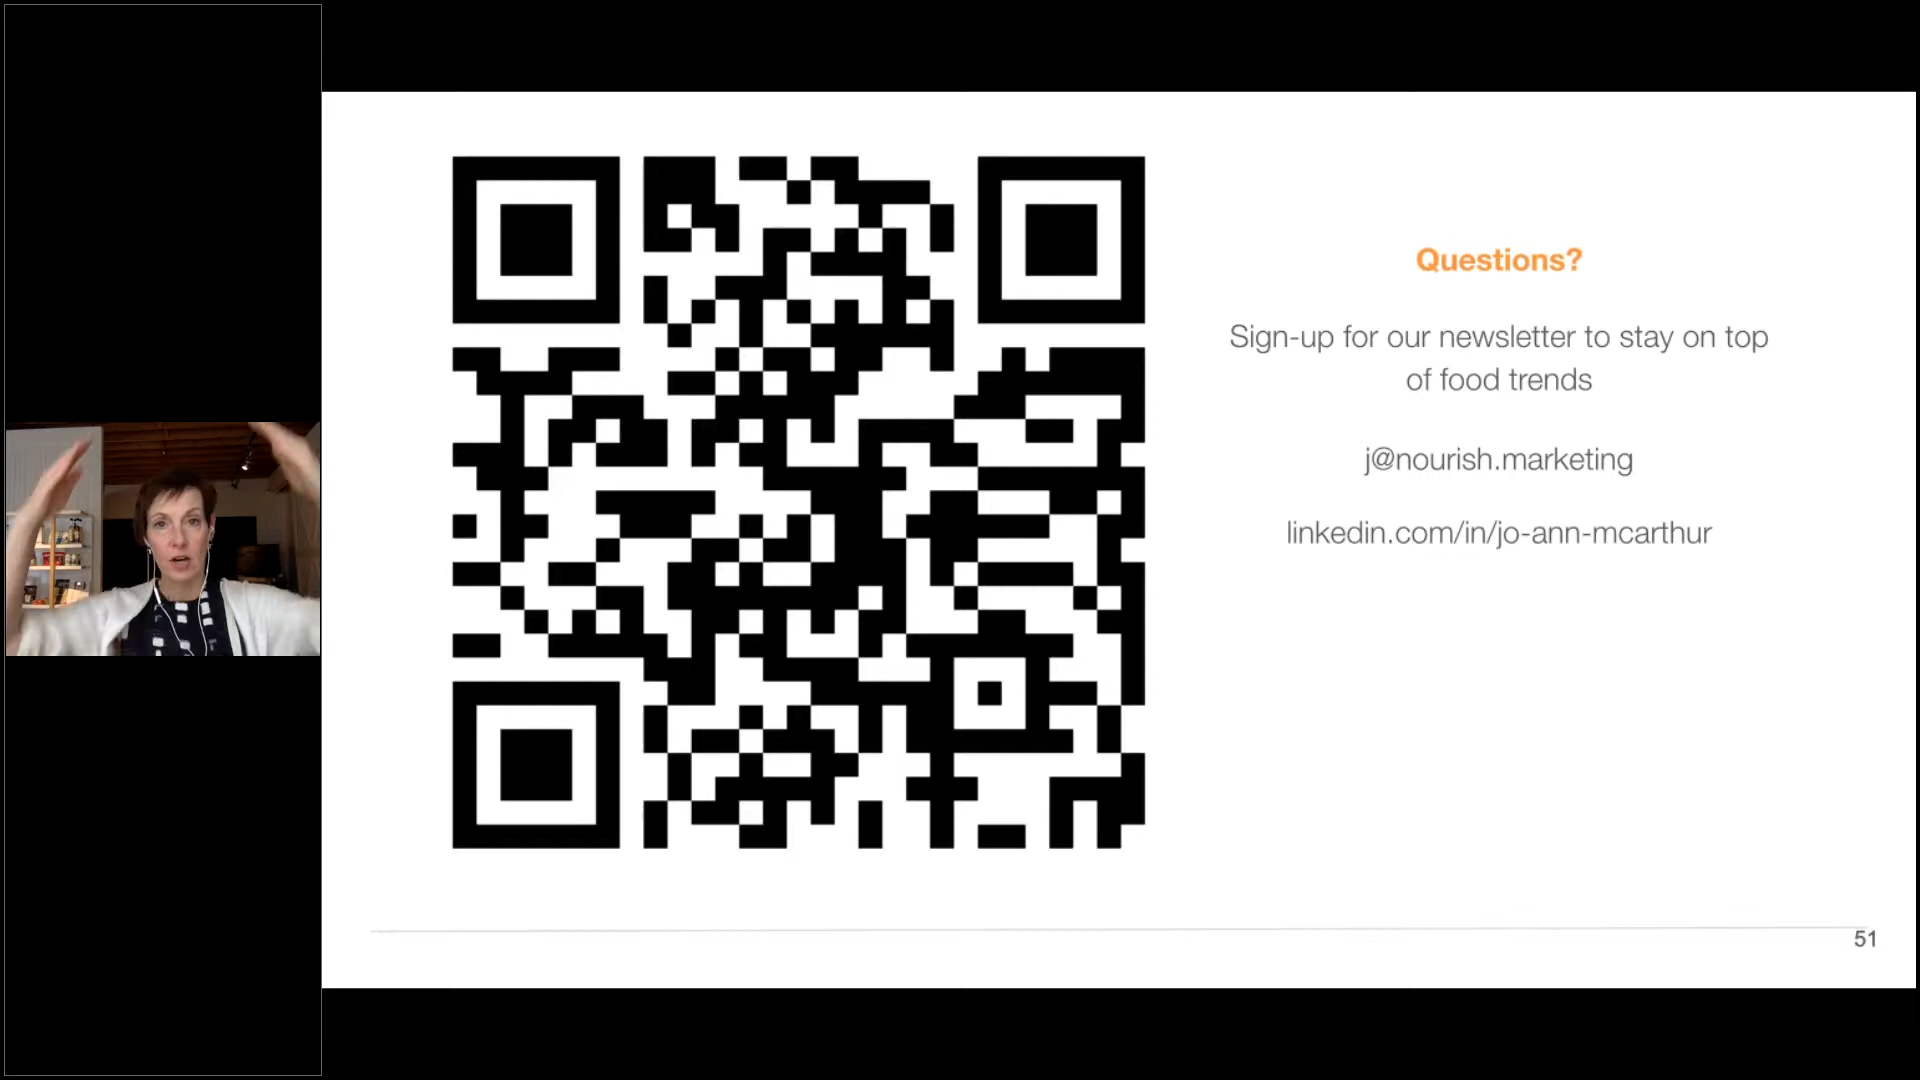 Questions?
Sign-up for our newsletter to stay on top
of food trends
j@nourish.marketing
linkedin.com/in/jo-ann-mcarthur
51